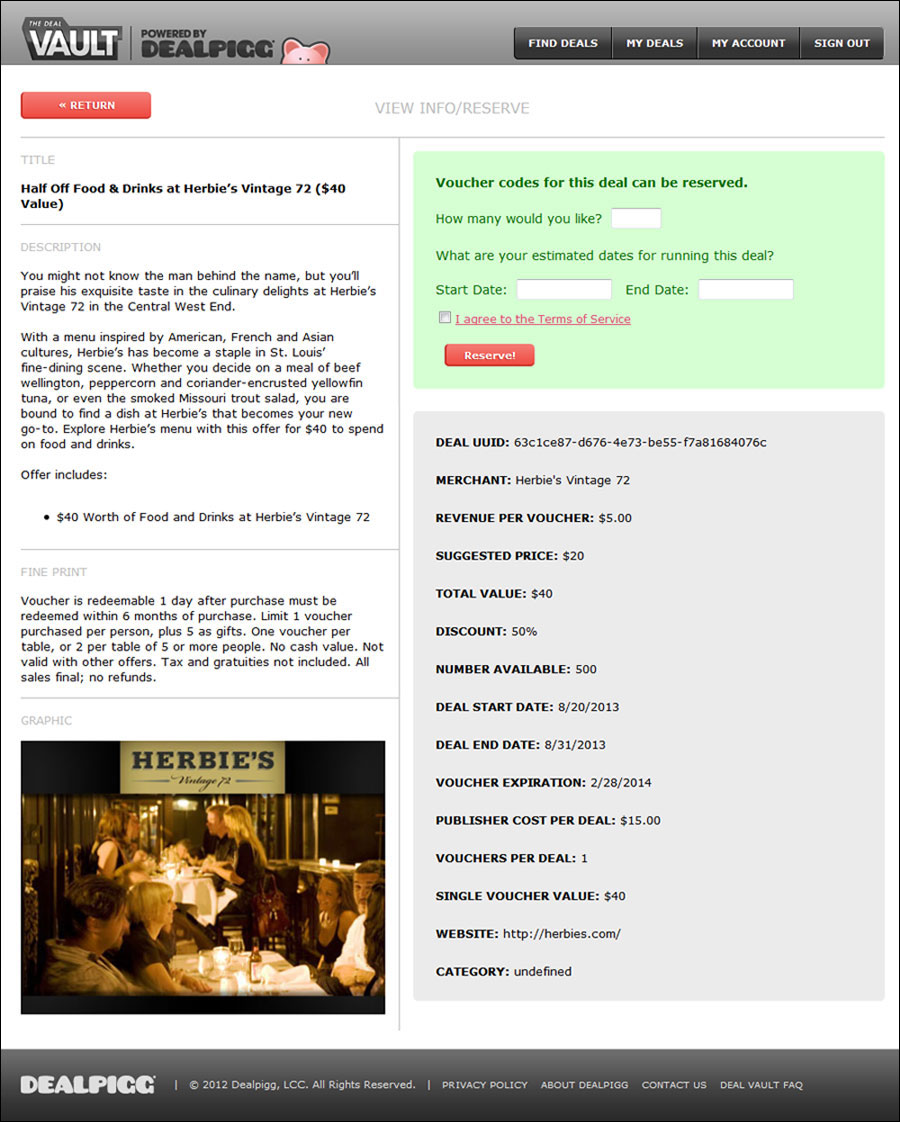 THE DEAL
VAULT
POWERED BY
DEALPIGG
FIND DEALS
MY DEALS
MY ACCOUNT
SIGN OUT
« RETURN
VIEW INFO/RESERVE
TITLE
Half Off Food & Drinks at Herbie’s Vintage 72 ($40
Value)
DESCRIPTION
You might not know the man behind the name, but you’ll
praise his exquisite taste in the culinary delights at Herbie’s
Vintage 72 in the Central West End.
With a menu inspired by American, French and Asian
cultures, Herbie’s has become a staple in St. Louis’
fine-dining scene. Whether you decide on a meal of beef
wellington, peppercorn and coriander-encrusted yellowfin
tuna, or even the smoked Missouri trout salad, you are
bound to find a dish at Herbie’s that becomes your new
go-to. Explore Herbie’s menu with this offer for $40 to spend
on food and drinks.
Offer includes:
• $40 Worth of Food and Drinks at Herbie’s Vintage 72
FINE PRINT
Voucher is redeemable 1 day after purchase must be
redeemed within 6 months of purchase. Limit 1 voucher
purchased per person, plus 5 as gifts. One voucher per
table, or 2 per table of 5 or more people. No cash value. Not
valid with other offers. Tax and gratuities not included. All
sales final; no refunds.
GRAPHIC
HERBIE'S
Vintage 72
Voucher codes for this deal can be reserved.
How many would you like?
What are your estimated dates for running this deal?
Start Date: End Date:
I agree to the Terms of Service
Reserve!
DEAL UUID: 63c1ce87-d676-4e73-be55-f7a81684076c
MERCHANT: Herbie's Vintage 72
REVENUE PER VOUCHER: $5.00
SUGGESTED PRICE: $20
TOTAL VALUE: $40
DISCOUNT: 50%
NUMBER AVAILABLE: 500
DEAL START DATE: 8/20/2013
DEAL END DATE: 8/31/2013
VOUCHER EXPIRATION: 2/28/2014
PUBLISHER COST PER DEAL: $15.00
VOUCHERS PER DEAL: 1
SINGLE VOUCHER VALUE: $40
WEBSITE: http://herbies.com/
CATEGORY: undefined
DEALPIGG | © 2012 Dealpigg, LCC. All Rights Reserved. | PRIVACY POLICY ABOUT DEALPIGG CONTACT US DEAL VAULT FAQ